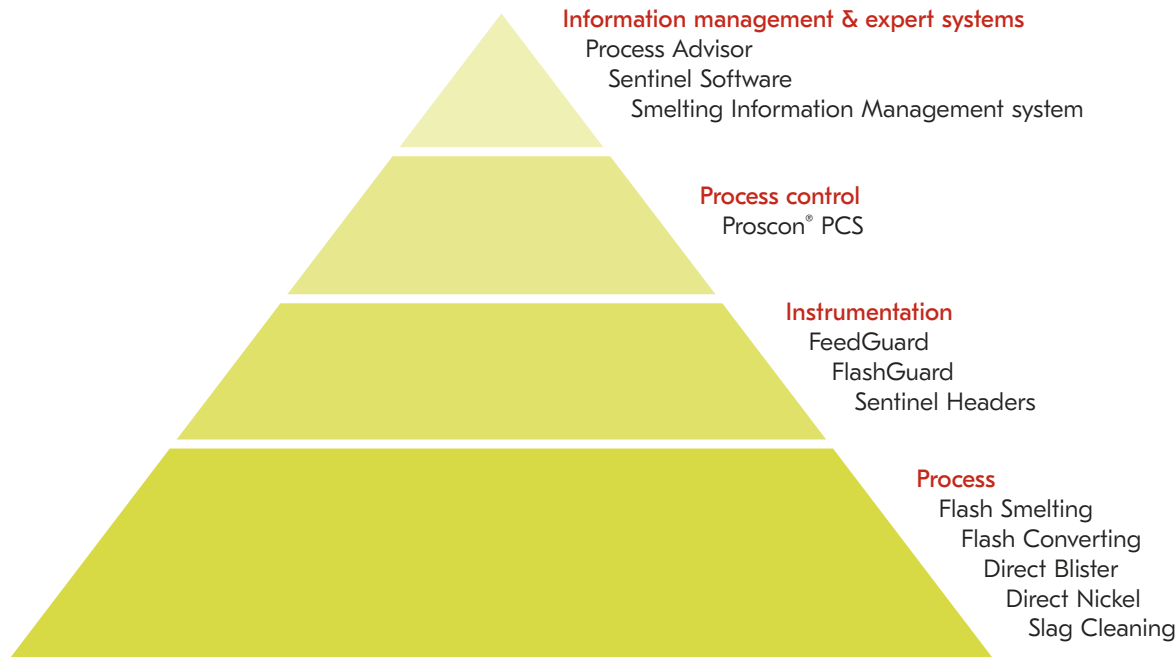 Information management & expert systems
Process Advisor
Sentinel Software
Smelting Information Management system
Process control
Proscon® PCS
Instrumentation
FeedGuard
FlashGuard
Sentinel Headers
Process
Flash Smelting
Flash Converting
Direct Blister
Direct Nickel
Slag Cleaning